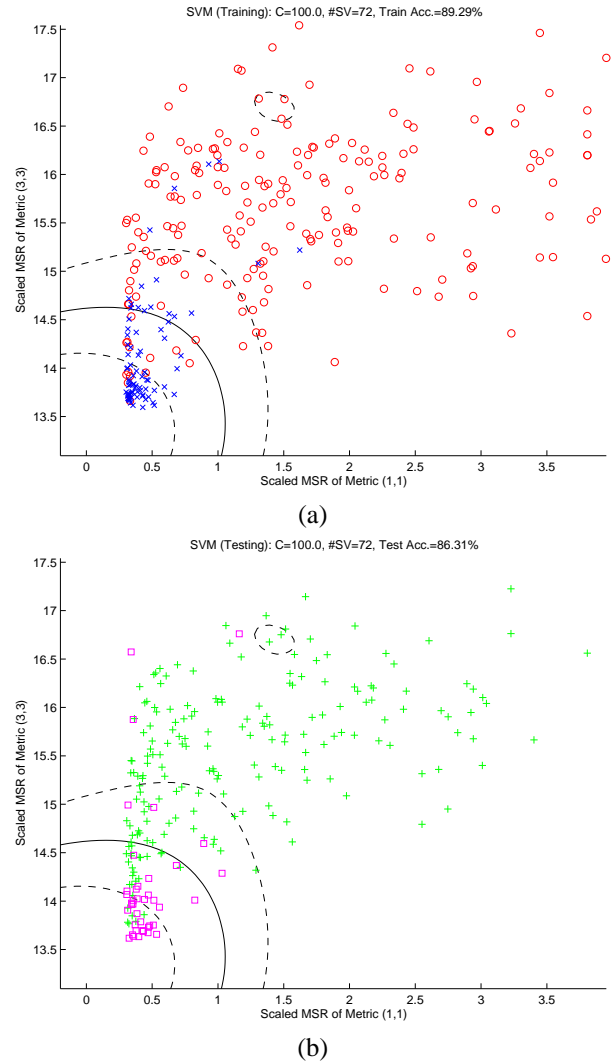 SVM (Training): C=100.0, #SV=72, Train Acc.=89.29%
17.5
17
16.5
16
15.5
15
14.5
14
13.5
Scaled MSR of Metric (3,3)
0 0.5 1 1.5 2 2.5 3 3.5
Scaled MSR of Metric (1,1)
(a)
SVM (Testing): C=100.0, #SV=72, Test Acc.=86.31%
17.5
17
16.5
16
15.5
15
14.5
14
13.5
Scaled MSR of Metric (3,3)
0 0.5 1 1.5 2 2.5 3 3.5
Scaled MSR of Metric (1,1)
(b)